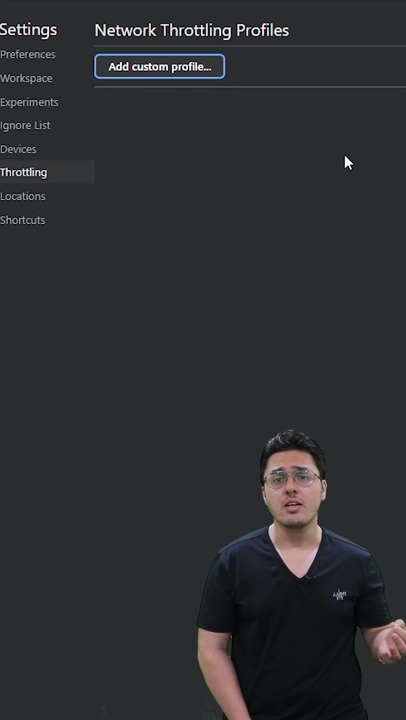 Settings
Network Throttling Profiles
Preferences
Add custom profile...
Workspace
Experiments
Ignore List
Devices
Throttling
Locations
Shortcuts